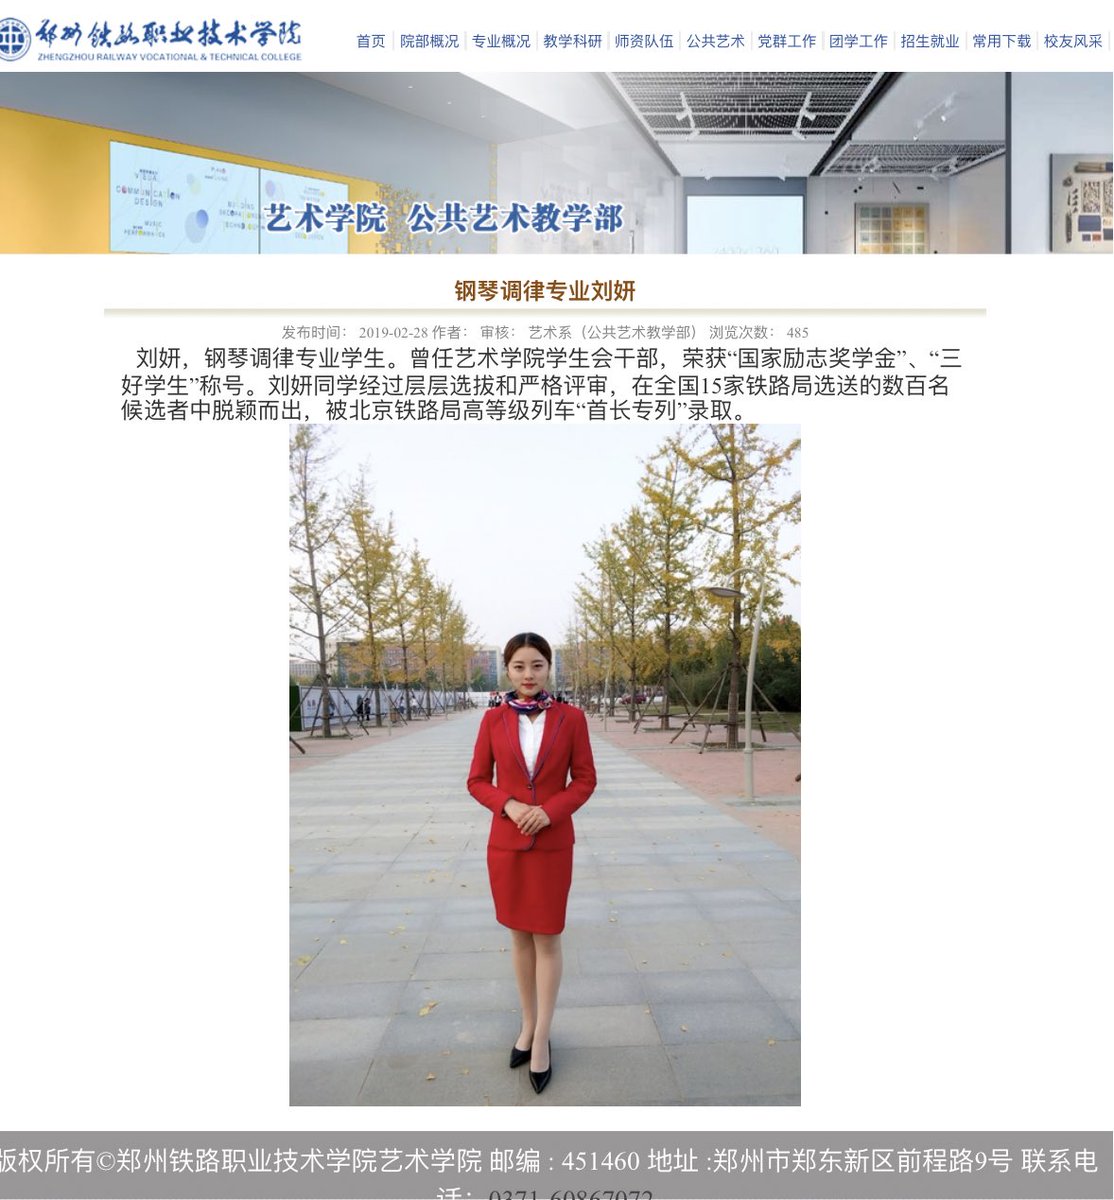 郑州铁路职业技术学院
ZHENGZHOU RAILWAY VOCATIONAL & TECHNICAL COLLEGE
首页 院部概况 专业概况 教学科研 师资队伍 公共艺术 党群工作 团学工作 招生就业 常用下载 校友风采
COMMUNICATION
DESIGN
MUSIC
艺术学院 公共艺术教学部
钢琴调律专业刘妍
发布时间： 2019-02-28 作者： 审核： 艺术系（公共艺术教学部） 浏览次数： 485
刘妍，钢琴调律专业学生。曾任艺术学院学生会干部，荣获“国家励志奖学金”、“三
好学生”称号。刘妍同学经过层层选拔和严格评审，在全国15家铁路局选送的数百名
候选者中脱颖而出，被北京铁路局高等级列车“首长专列”录取。
版权所有©郑州铁路职业技术学院艺术学院 邮编 : 451460 地址 :郑州市郑东新区前程路9号 联系电
话： 0371-60867072